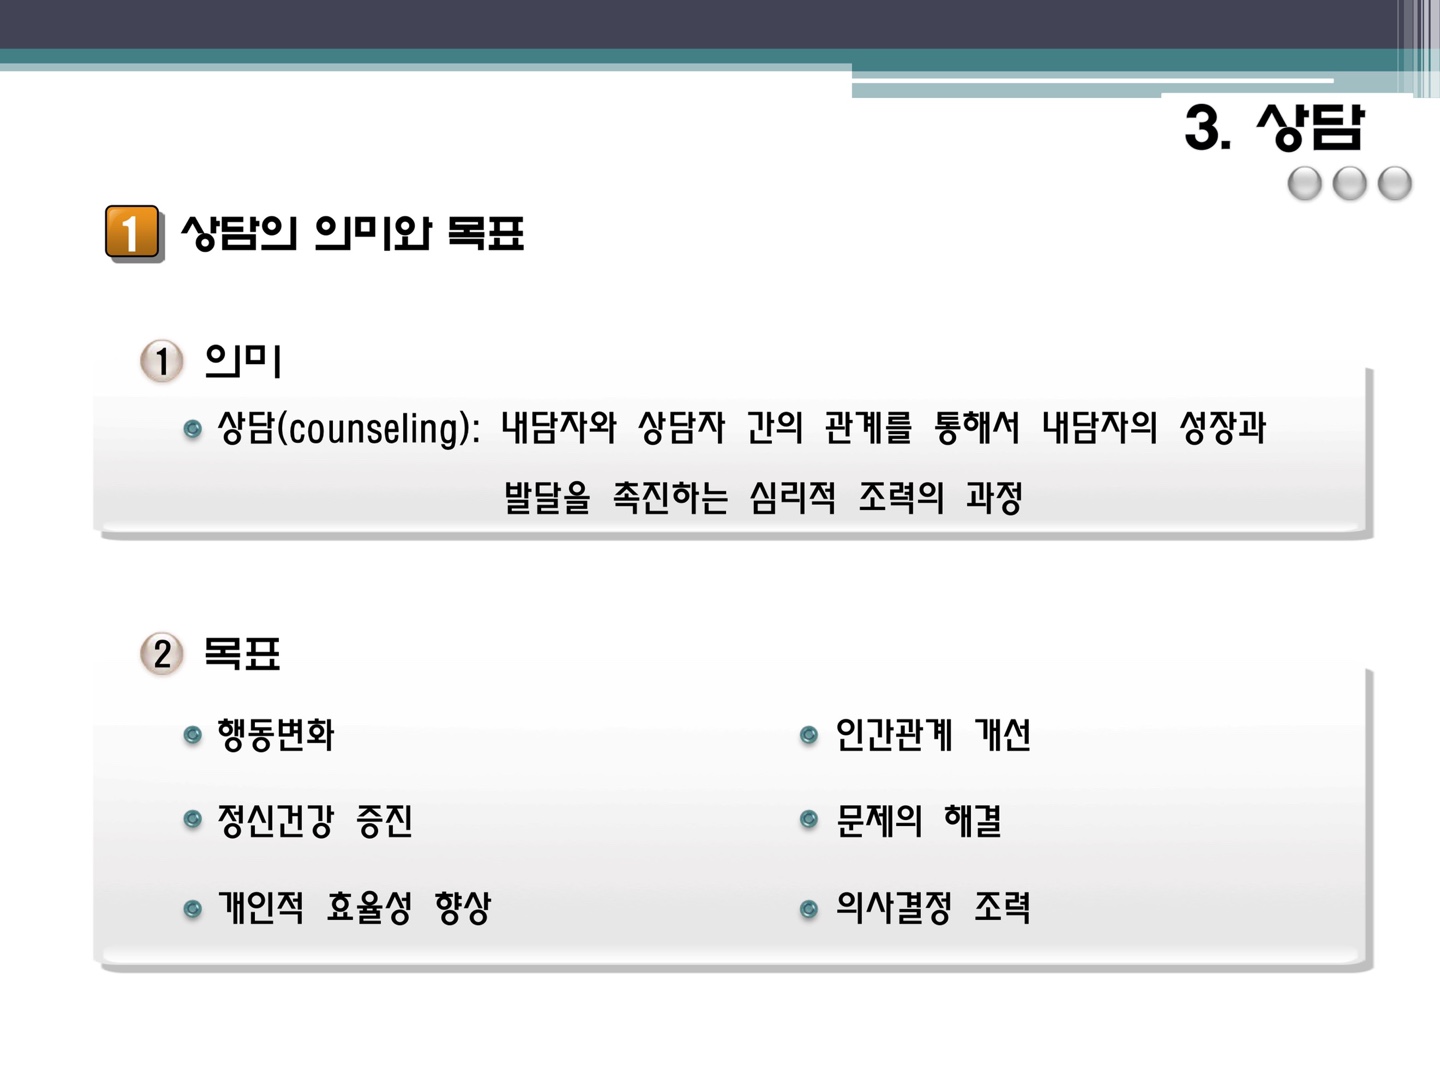 3. 상담
1 상담의 의미와 목표
1 의미
상담(counseling): 내담자와 상담자 간의 관계를 통해서 내담자의 성장과
발달을 촉진하는 심리적 조력의 과정
2 목표
행동변화
인간관계 개선
정신건강 증진
문제의 해결
개인적 효율성 향상
의사결정 조력